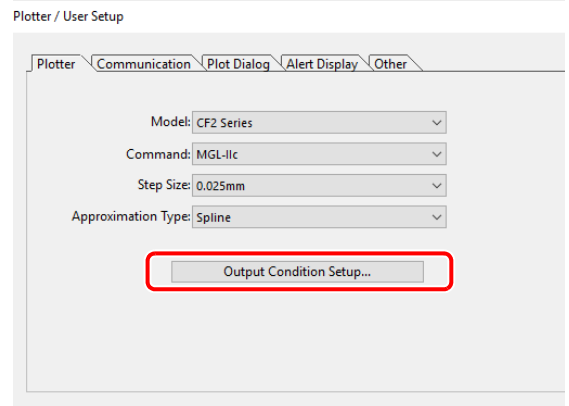 Plotter / User Setup
Plotter Communication Plot Dialog Alert Display Other
Model: CF2 Series
Command: MGL-IIc
Step Size: 0.025mm
Approximation Type: Spline
Output Condition Setup...